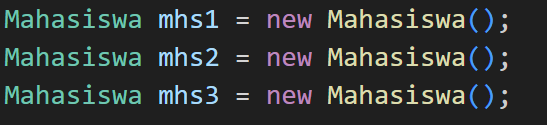 Mahasiswa mhs1 = new Mahasiswa();
Mahasiswa mhs2 = new Mahasiswa();
Mahasiswa mhs3 = new Mahasiswa();